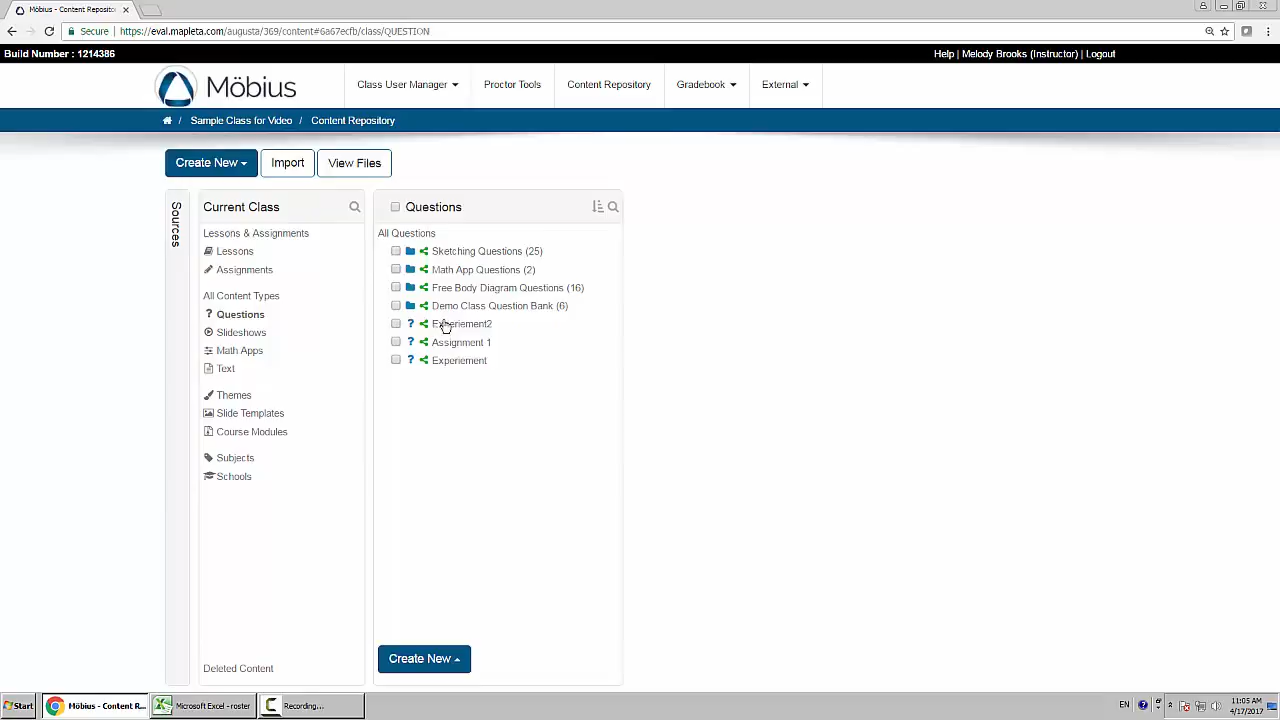 Möbius - Content Reposito
Secure
https://eval.mapleta.com/augusta/369/content#6a67ecfb/class/QUESTION
Build Number : 1214386
Help | Melody Brooks (Instructor) | Logout
Möbius
Class User Manager
Proctor Tools
Content Repository
Gradebook
External
/ Sample Class for Video / Content Repository
Create New
Import
View Files
Sources
Current Class
Lessons & Assignments
Lessons
Assignments
All Content Types
? Questions
Slideshows
Math Apps
Text
Themes
Slide Templates
Course Modules
Subjects
Schools
Deleted Content
Questions
All Questions
Sketching Questions (25)
Math App Questions (2)
Free Body Diagram Questions (16)
Demo Class Question Bank (6)
? Experiement2
? Assignment 1
? Experiement
Create New
Start
Möbius - Content R...
Microsoft Excel - roster
Recording...
EN
11:05 AM
4/17/2017